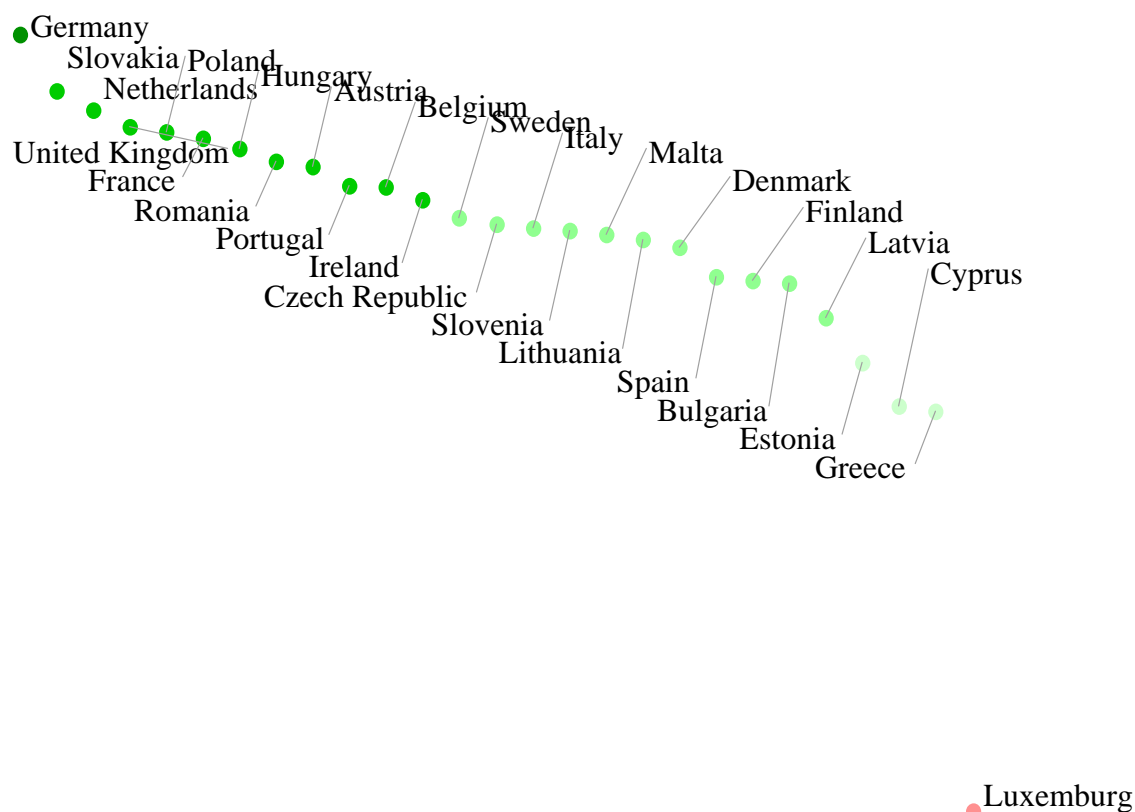 Germany
Slovakia
Poland
Netherlands
Hungary
Austria
Belgium
Sweden
Italy
United Kingdom
Malta
France
Denmark
Romania
Finland
Portugal
Latvia
Ireland
Cyprus
Czech Republic
Slovenia
Lithuania
Spain
Bulgaria
Estonia
Greece
Luxemburg